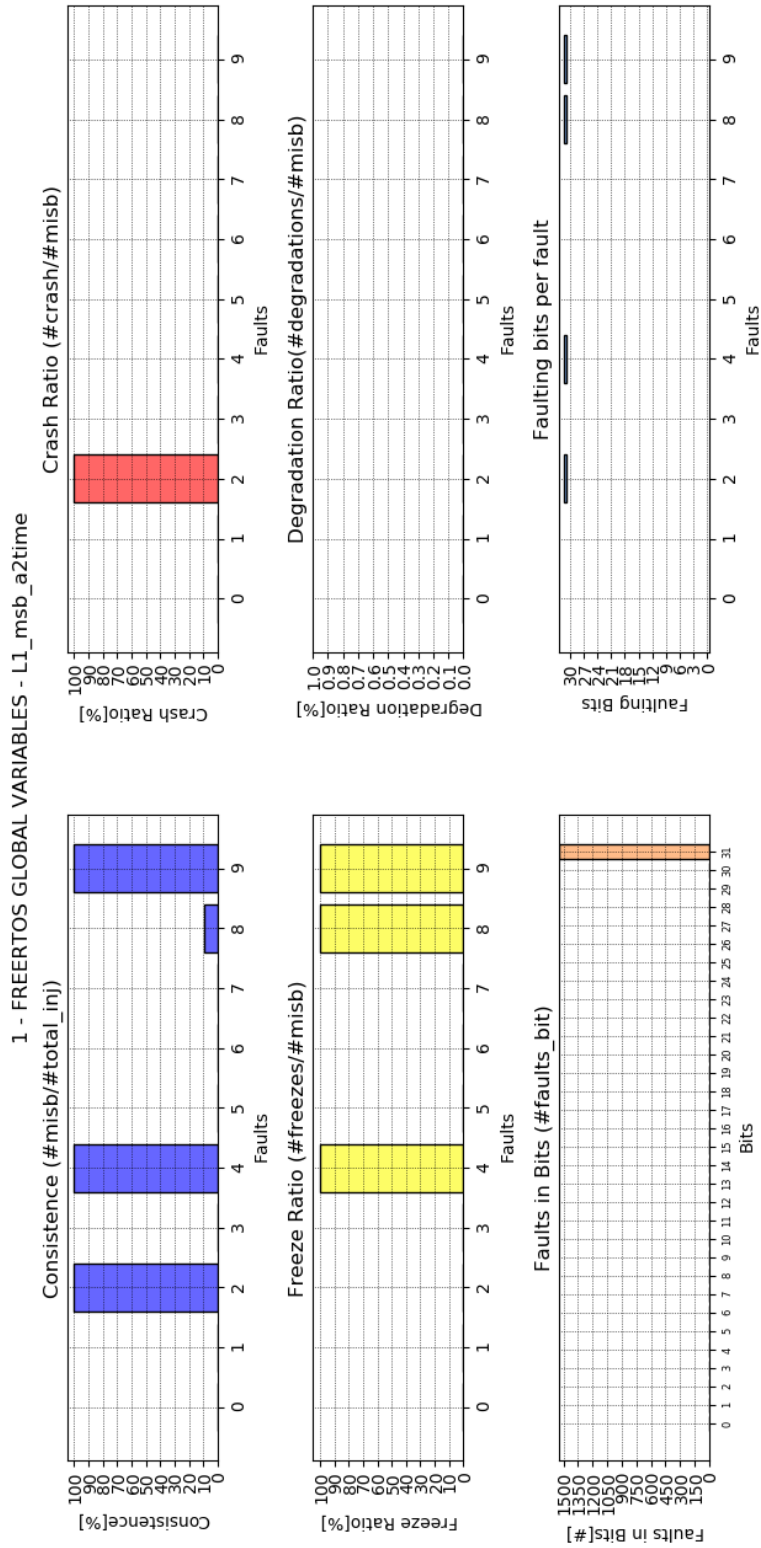 1 - FREERTOS GLOBAL VARIABLES - L1_msb_a2time
Consistence (#misb/#total_inj)
Consistence[%]
100
90
80
70
60
50
40
30
20
10
0
0 1 2 3 4 5 6 7 8 9
Faults
Crash Ratio (#crash/#misb)
Crash Ratio[%]
100
90
80
70
60
50
40
30
20
10
0
0 1 2 3 4 5 6 7 8 9
Faults
Freeze Ratio (#freezes/#misb)
Freeze Ratio[%]
100
90
80
70
60
50
40
30
20
10
0
0 1 2 3 4 5 6 7 8 9
Faults
Degradation Ratio(#degradations/#misb)
Degradation Ratio[%]
1.0
0.9
0.8
0.7
0.6
0.5
0.4
0.3
0.2
0.1
0.0
0 1 2 3 4 5 6 7 8 9
Faults
Faults in Bits (#faults_bit)
Faults in Bits[#]
1500
1350
1200
1050
900
750
600
450
300
150
0
0 1 2 3 4 5 6 7 8 9 10 11 12 13 14 15 16 17 18 19 20 21 22 23 24 25 26 27 28 29 30 31
Bits
Faulting bits per fault
Faulting Bits
30
27
24
21
18
15
12
9
6
3
0
0 1 2 3 4 5 6 7 8 9
Faults